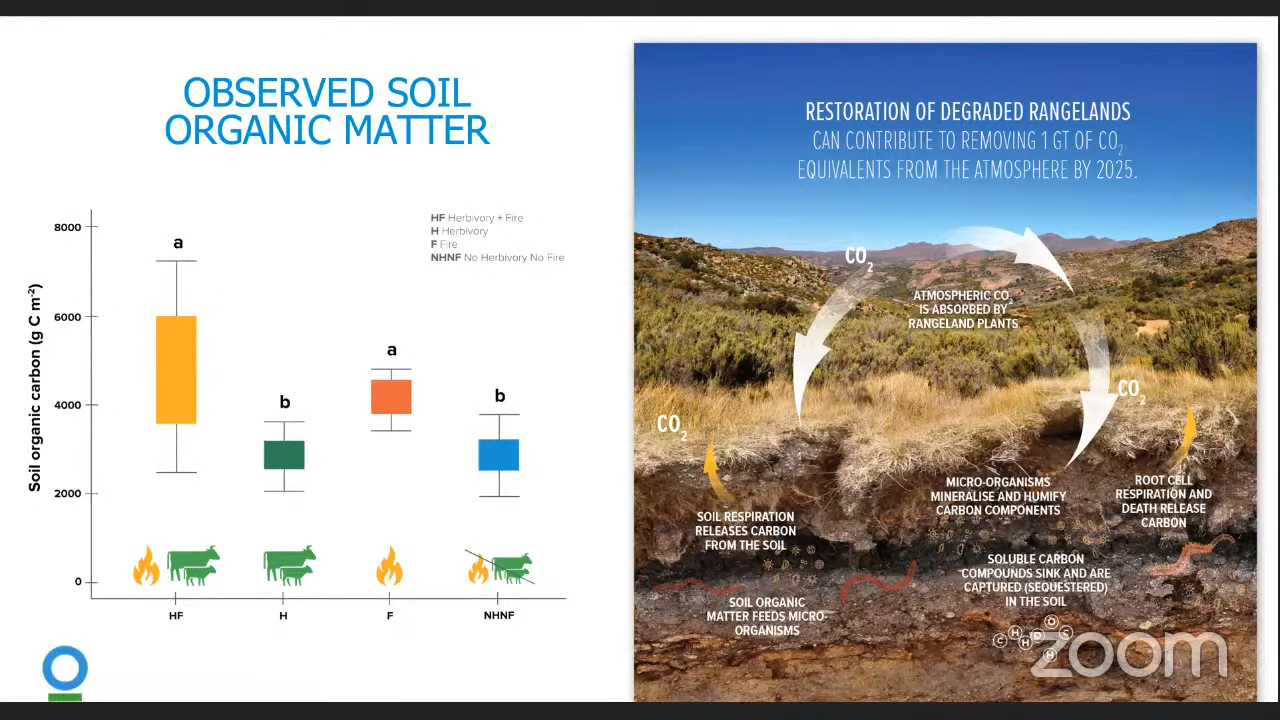 OBSERVED SOIL
ORGANIC MATTER
Soil organic carbon (g C m⁻²)
8000
6000
4000
2000
0
a
b
a
b
HF Herbivory + Fire
H Herbivory
F Fire
NHNF No Herbivory No Fire
HF
H
F
NHNF
RESTORATION OF DEGRADED RANGELANDS
CAN CONTRIBUTE TO REMOVING 1 GT OF CO₂
EQUIVALENTS FROM THE ATMOSPHERE BY 2025.
CO₂
ATMOSPHERIC CO₂
IS ABSORBED BY
RANGELAND PLANTS
CO₂
CO₂
SOIL RESPIRATION
RELEASES CARBON
FROM THE SOIL
MICRO-ORGANISMS
MINERALISE AND HUMIFY
CARBON COMPONENTS
ROOT CELL
RESPIRATION AND
DEATH RELEASE
CARBON
SOLUBLE CARBON
COMPOUNDS SINK AND ARE
CAPTURED (SEQUESTERED)
IN THE SOIL
SOIL ORGANIC
MATTER FEEDS MICRO-
ORGANISMS
C H H O O C H
zoom